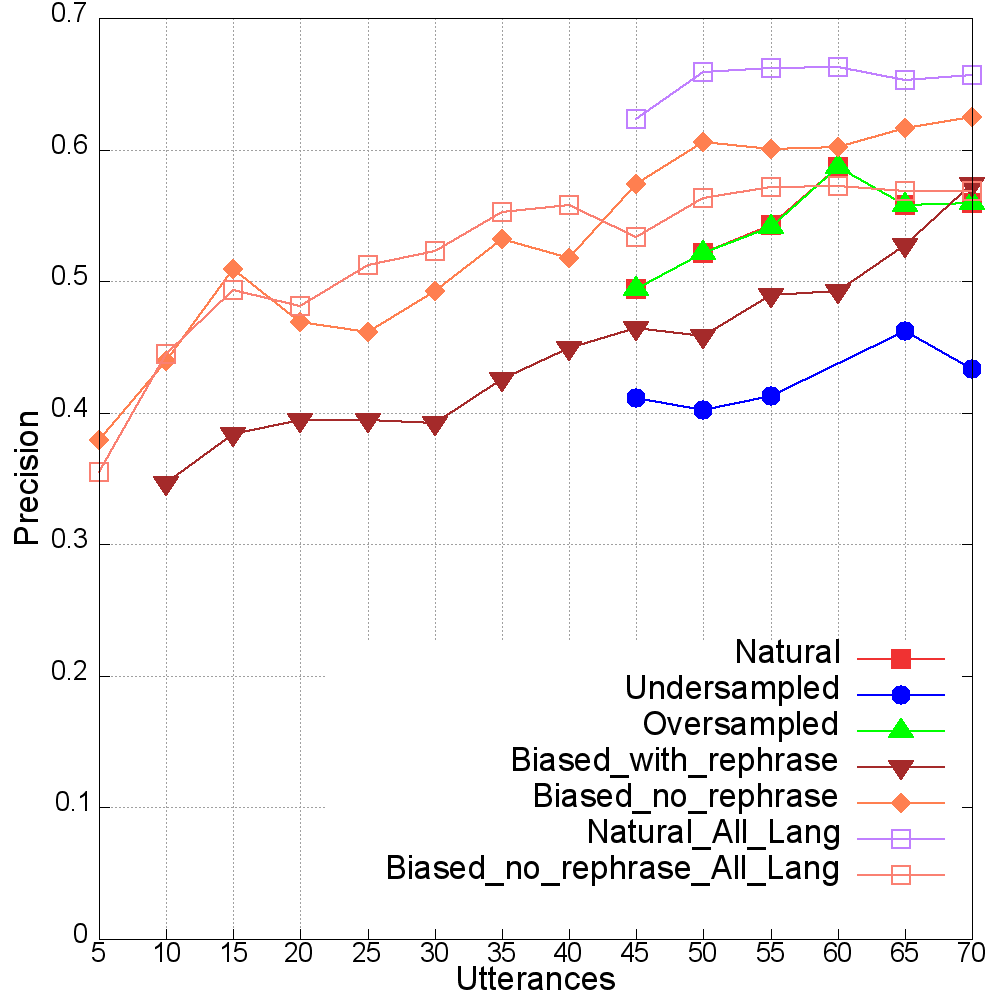 0.7
0.6
0.5
0.4
0.3
0.2
0.1
0
Precision
Natural
Undersampled
Oversampled
Biased_with_rephrase
Biased_no_rephrase
Natural_All_Lang
Biased_no_rephrase_All_Lang
5 10 15 20 25 30 35 40 45 50 55 60 65 70
Utterances